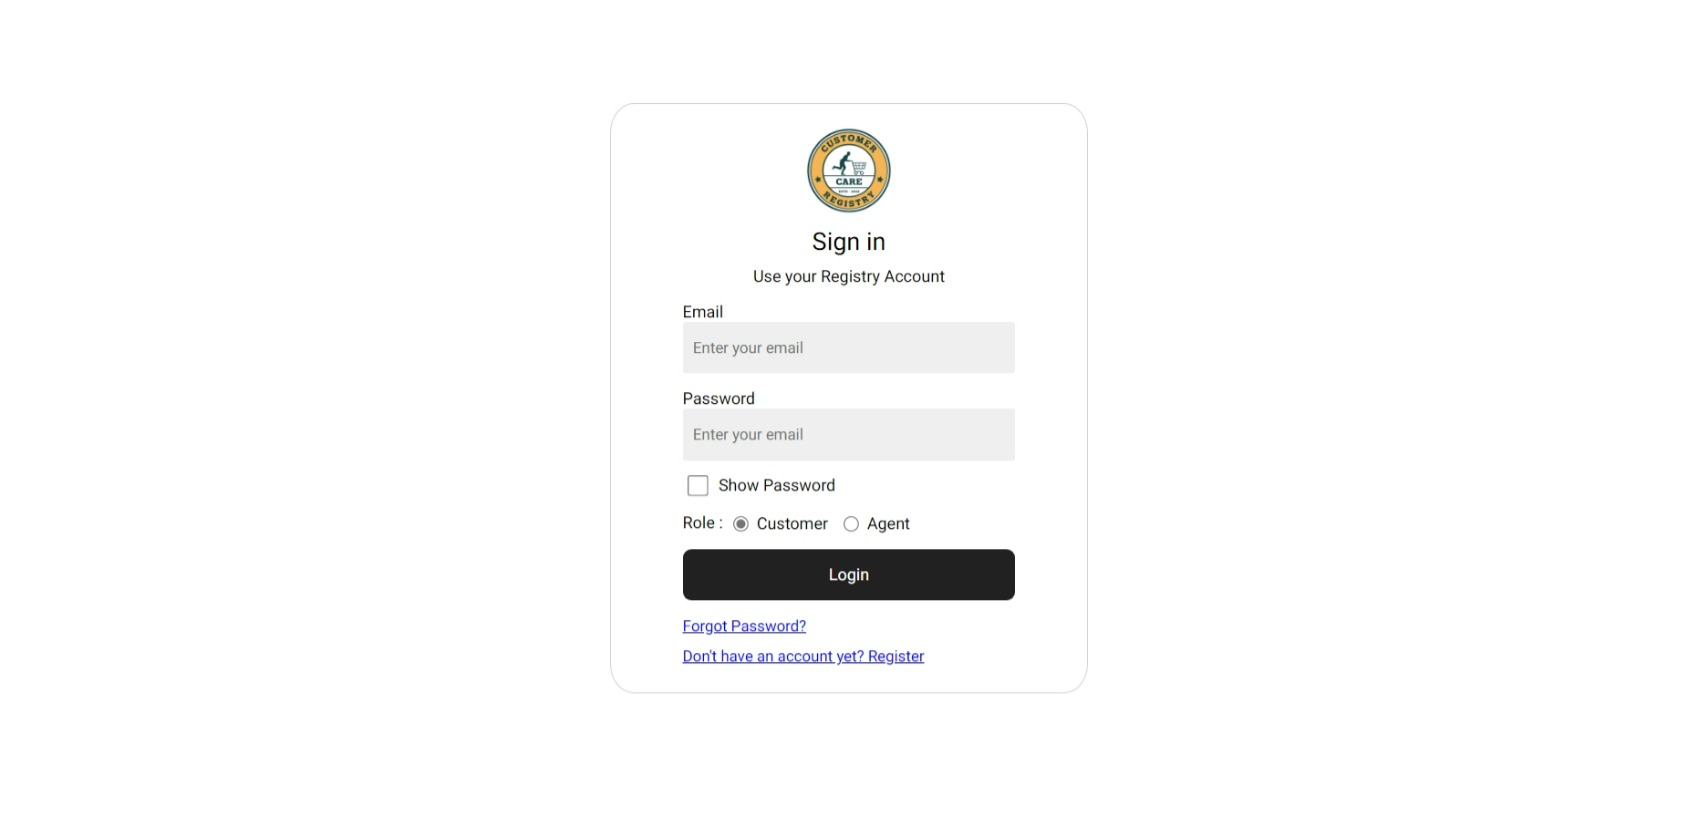 CUSTOMER
CARE
REGISTRY
Sign in
Use your Registry Account
Email
Enter your email
Password
Enter your email
Show Password
Role : Customer Agent
Login
Forgot Password?
Don't have an account yet? Register